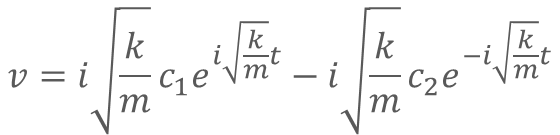 v = i√(k/m) c₁e^(i√(k/m) t) − i√(k/m) c₂e^(−i√(k/m) t)